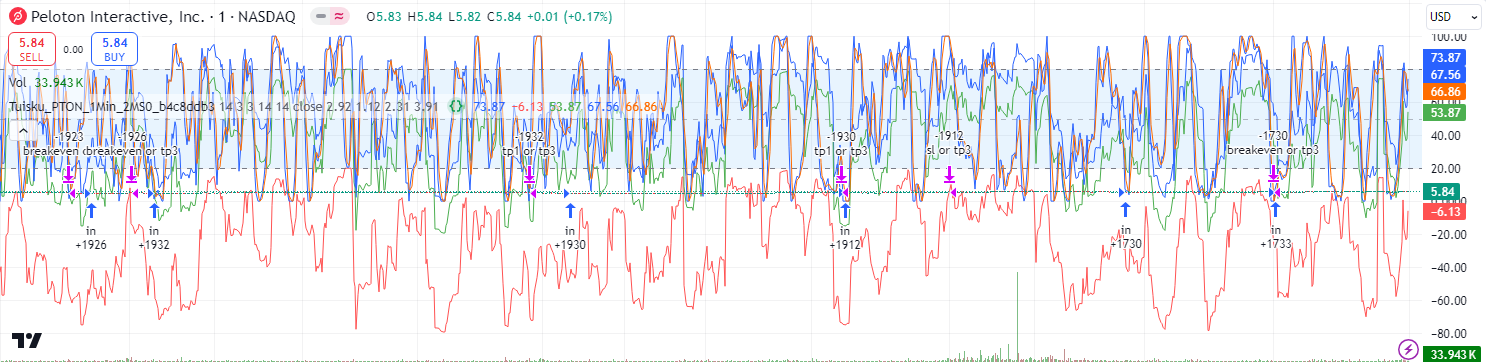 Peloton Interactive, Inc. · 1 · NASDAQ O5.83 H5.84 L5.82 C5.84 +0.01 (+0.17%)
USD
5.84 SELL
0.00
5.84 BUY
Vol 33.943 K
Tuisku_PTON_1Min_2MS0_b4c8ddb3 14 3 3 14 14 close 2.92 1.12 2.31 3.91 73.87 −6.13 53.87 67.56 66.86
-1923
-1926
-1932
-1930
-1912
-1730
breakeven or
breakeven or tp3
tp1 or tp3
tp1 or tp3
sl or tp3
breakeven or tp3
in
+1926
in
+1932
in
+1930
in
+1912
in
+1730
in
+1733
100.00
73.87
67.56
66.86
53.87
40.00
20.00
5.84
−6.13
−20.00
−40.00
−60.00
−80.00
33.943 K